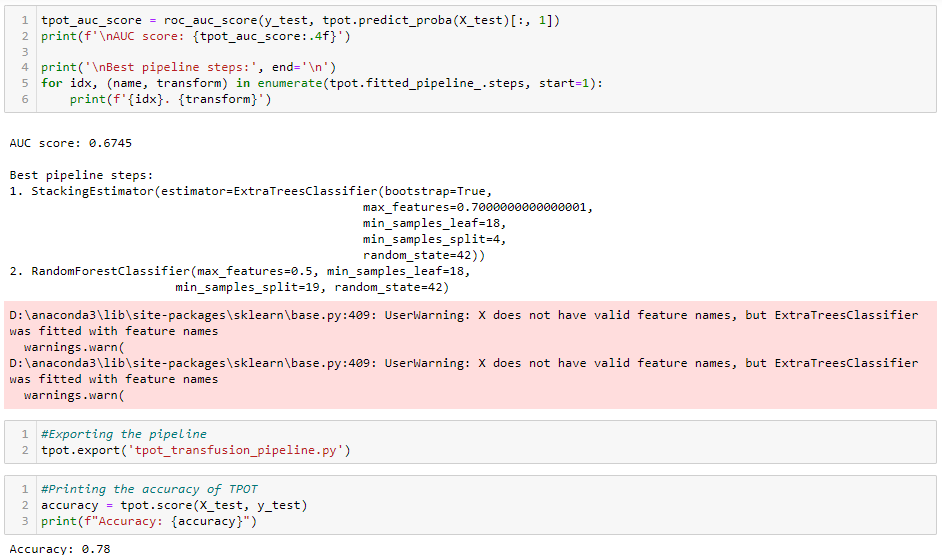 1 tpot_auc_score = roc_auc_score(y_test, tpot.predict_proba(X_test)[:, 1])
2 print(f'\nAUC score: {tpot_auc_score:.4f}')
3
4 print('\nBest pipeline steps:', end='\n')
5 for idx, (name, transform) in enumerate(tpot.fitted_pipeline_.steps, start=1):
6     print(f'{idx}. {transform}')
AUC score: 0.6745
Best pipeline steps:
1. StackingEstimator(estimator=ExtraTreesClassifier(bootstrap=True,
max_features=0.7000000000000001,
min_samples_leaf=18,
min_samples_split=4,
random_state=42))
2. RandomForestClassifier(max_features=0.5, min_samples_leaf=18,
min_samples_split=19, random_state=42)
D:\anaconda3\lib\site-packages\sklearn\base.py:409: UserWarning: X does not have valid feature names, but ExtraTreesClassifier
was fitted with feature names
warnings.warn(
D:\anaconda3\lib\site-packages\sklearn\base.py:409: UserWarning: X does not have valid feature names, but ExtraTreesClassifier
was fitted with feature names
warnings.warn(
1 #Exporting the pipeline
2 tpot.export('tpot_transfusion_pipeline.py')
1 #Printing the accuracy of TPOT
2 accuracy = tpot.score(X_test, y_test)
3 print(f"Accuracy: {accuracy}")
Accuracy: 0.78